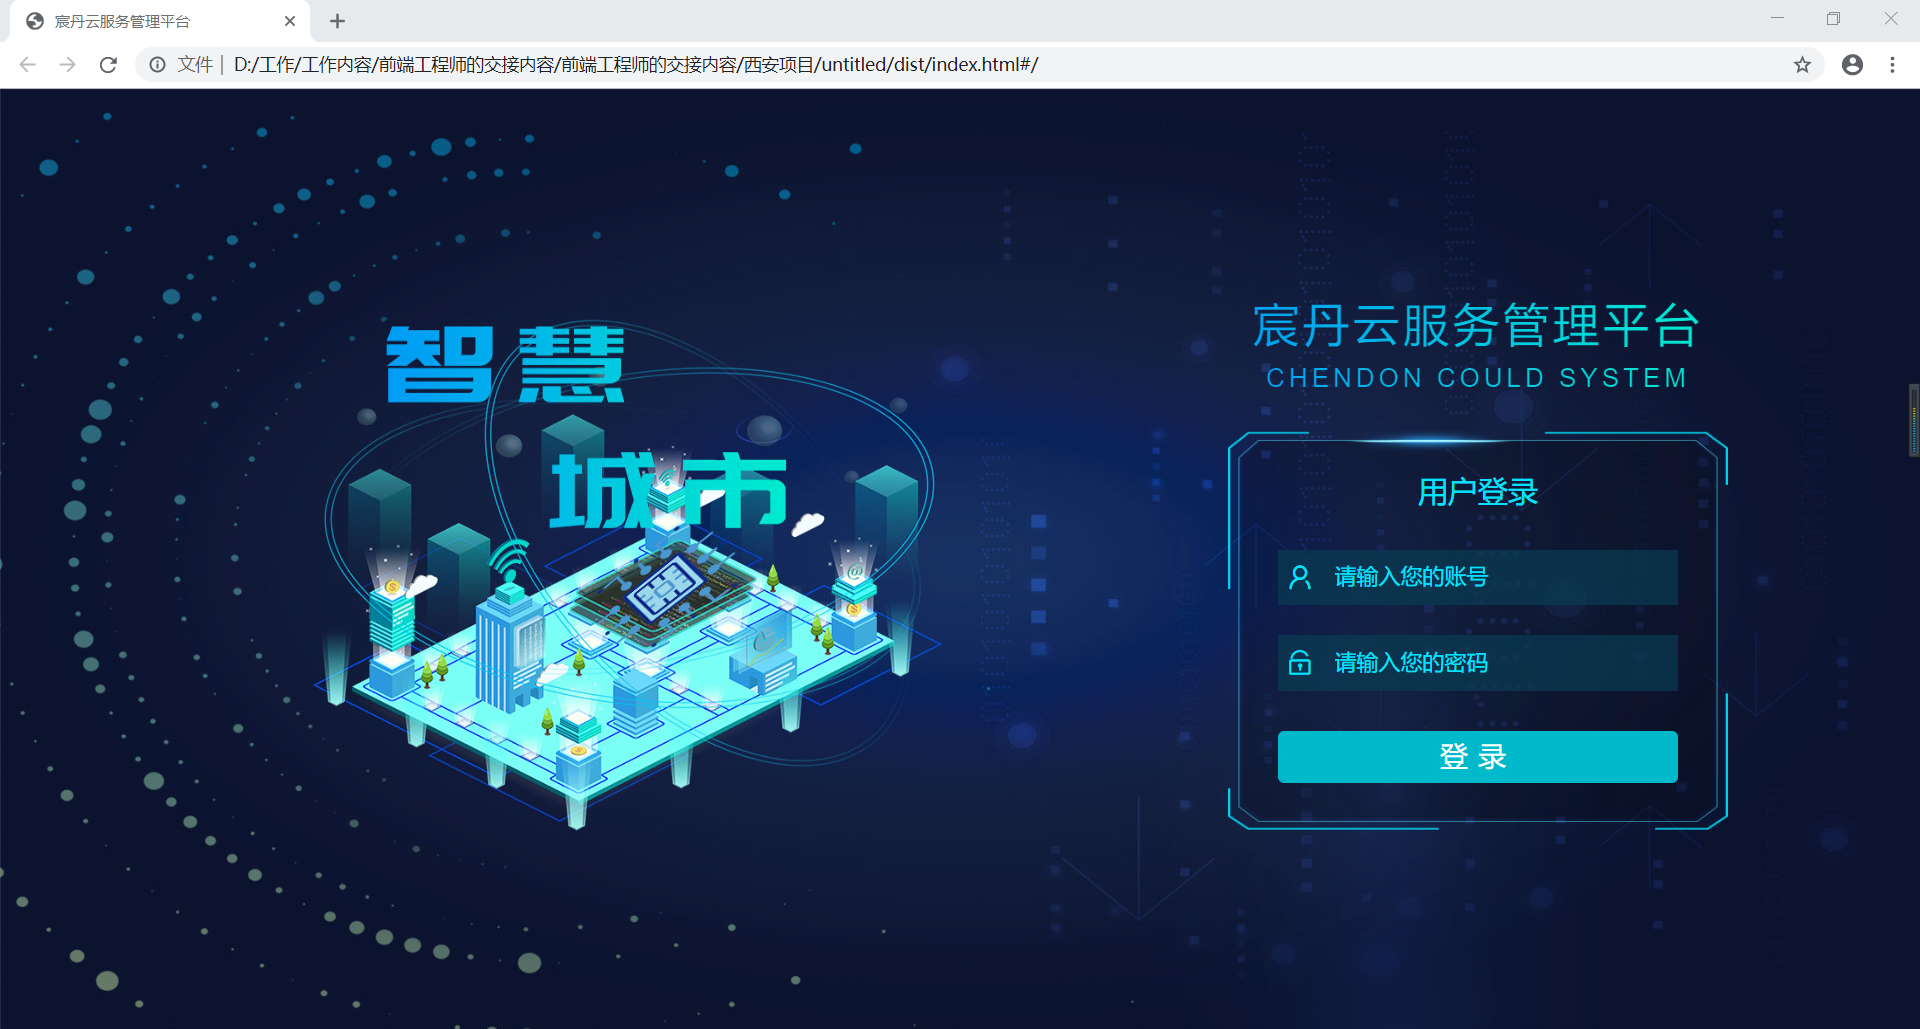 宸丹云服务管理平台
文件 | D:/工作/工作内容/前端工程师的交接内容/前端工程师的交接内容/西安项目/untitled/dist/index.html#/
智慧
城市
宸丹云服务管理平台
CHENDON COULD SYSTEM
用户登录
请输入您的账号
请输入您的密码
登 录